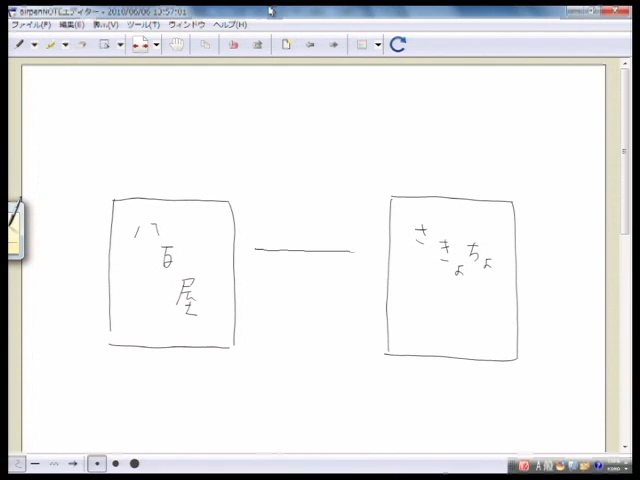 airpenNOTEエディター - 2010/06/06 13:57:01
ファイル(F) 編集(E) 表示(V) ツール(T) ウィンドウ ヘルプ(H)
八百屋
さきょちょ
A 般